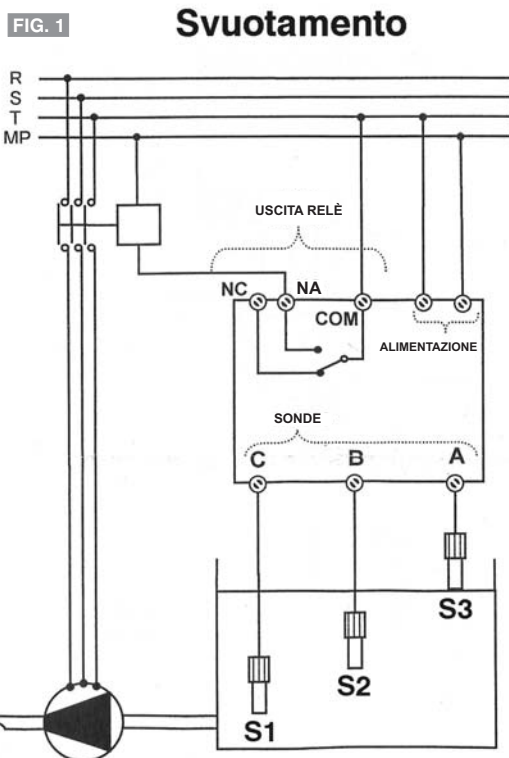 FIG. 1
Svuotamento
R
S
T
MP
USCITA RELÈ
NC
NA
COM
ALIMENTAZIONE
SONDE
C
B
A
S3
S2
S1